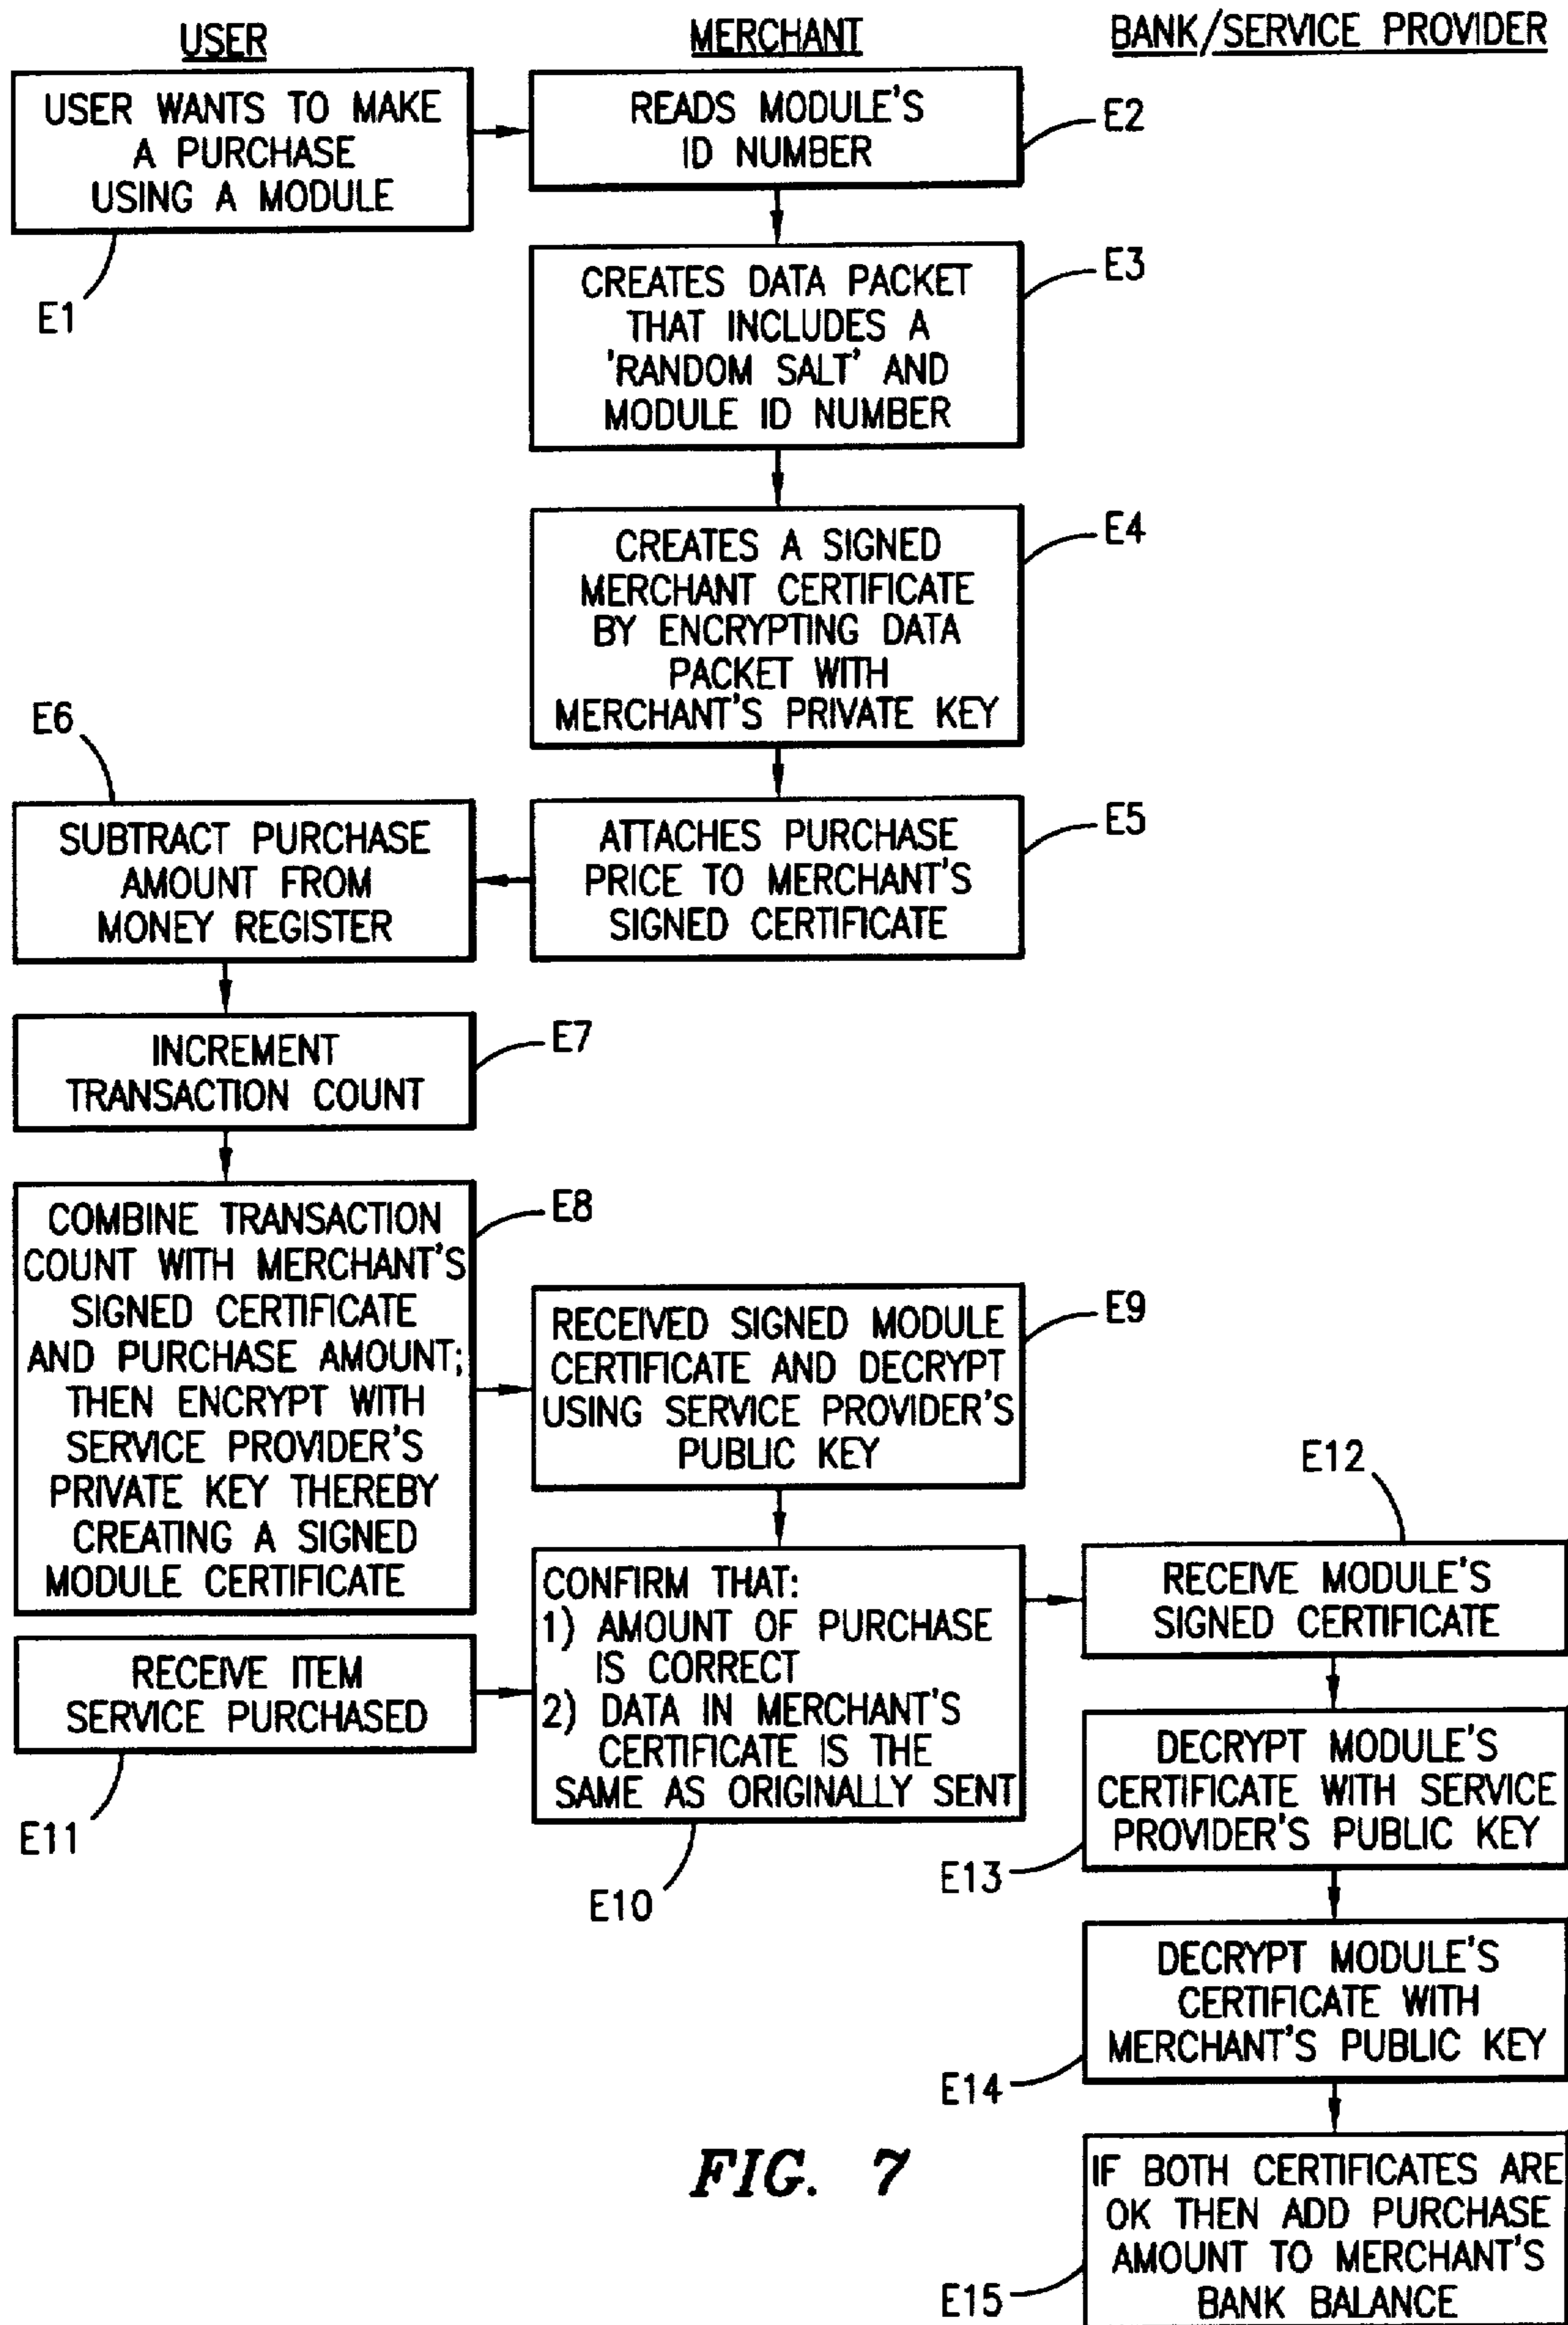 USER
MERCHANT
BANK/SERVICE PROVIDER
USER WANTS TO MAKE
A PURCHASE
USING A MODULE
E1
READS MODULE'S
ID NUMBER
E2
CREATES DATA PACKET
THAT INCLUDES A
'RANDOM SALT' AND
MODULE ID NUMBER
E3
CREATES A SIGNED
MERCHANT CERTIFICATE
BY ENCRYPTING DATA
PACKET WITH
MERCHANT'S PRIVATE KEY
E4
ATTACHES PURCHASE
PRICE TO MERCHANT'S
SIGNED CERTIFICATE
E5
E6
SUBTRACT PURCHASE
AMOUNT FROM
MONEY REGISTER
INCREMENT
TRANSACTION COUNT
E7
COMBINE TRANSACTION
COUNT WITH MERCHANT'S
SIGNED CERTIFICATE
AND PURCHASE AMOUNT;
THEN ENCRYPT WITH
SERVICE PROVIDER'S
PRIVATE KEY THEREBY
CREATING A SIGNED
MODULE CERTIFICATE
E8
RECEIVED SIGNED MODULE
CERTIFICATE AND DECRYPT
USING SERVICE PROVIDER'S
PUBLIC KEY
E9
CONFIRM THAT:
1) AMOUNT OF PURCHASE
IS CORRECT
2) DATA IN MERCHANT'S
CERTIFICATE IS THE
SAME AS ORIGINALLY SENT
E10
RECEIVE ITEM
SERVICE PURCHASED
E11
E12
RECEIVE MODULE'S
SIGNED CERTIFICATE
DECRYPT MODULE'S
CERTIFICATE WITH SERVICE
PROVIDER'S PUBLIC KEY
E13
DECRYPT MODULE'S
CERTIFICATE WITH
MERCHANT'S PUBLIC KEY
E14
IF BOTH CERTIFICATES ARE
OK THEN ADD PURCHASE
AMOUNT TO MERCHANT'S
BANK BALANCE
E15
FIG. 7